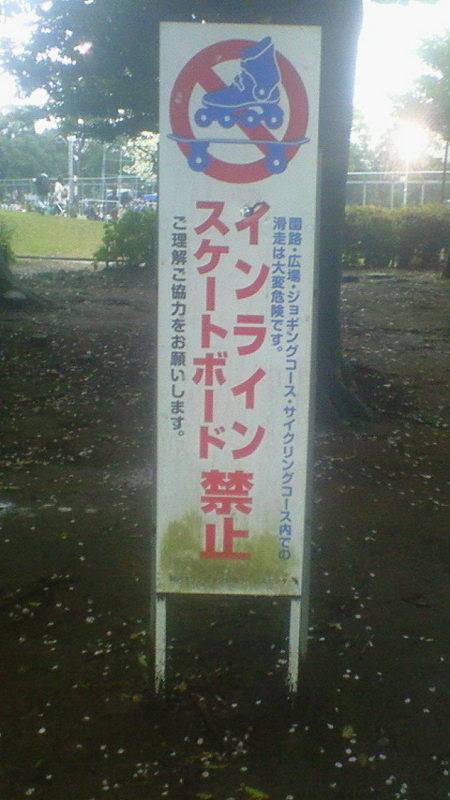 園路・広場・ジョギングコース・サイクリングコース内での
滑走は大変危険です。
インライン
スケートボード
禁止
ご理解ご協力をお願いします。